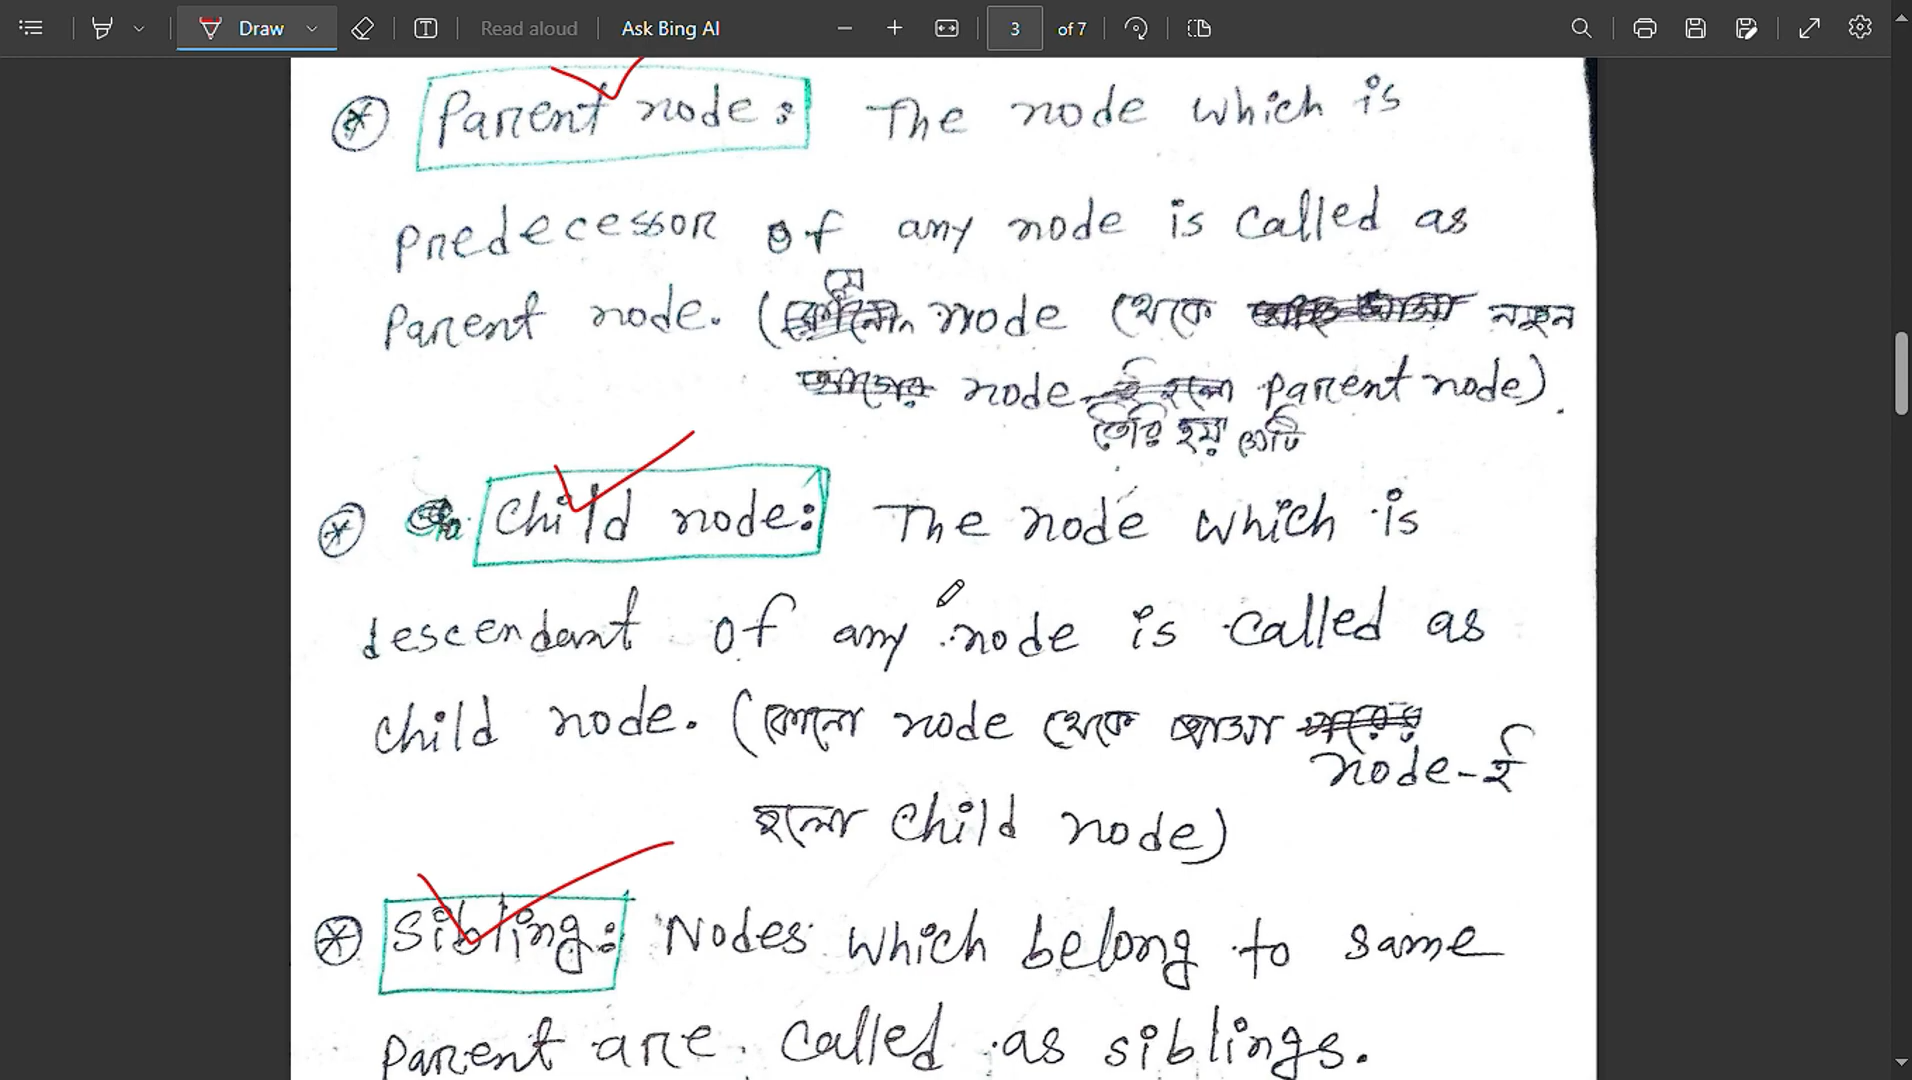 Draw
Read aloud
Ask Bing AI
3 of 7
Parent node: The node which is
predecessor of any node is called as
Parent node. (যে node থেকে নতুন
node তৈরি হয় ওটি parent node).
Child node: The node which is
descendant of any node is called as
child node. (কোনো node থেকে আসা node-ই
হলো child node)
Sibling: Nodes which belong to same
Parent are called as siblings.